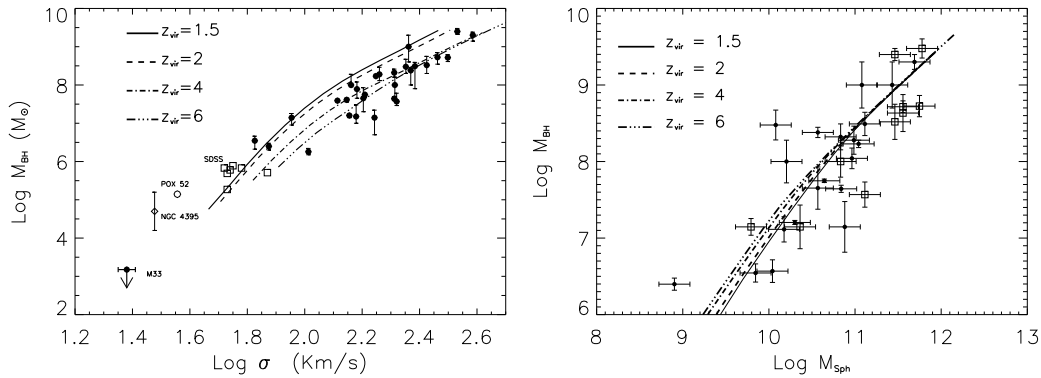 Log M_BH (M_⊙)
10
8
6
4
2
z_vir=1.5
z_vir=2
z_vir=4
z_vir=6
SDSS
POX 52
NGC 4395
M33
1.2 1.4 1.6 1.8 2.0 2.2 2.4 2.6
Log σ (Km/s)
Log M_BH
10
9
8
7
6
z_vir = 1.5
z_vir = 2
z_vir = 4
z_vir = 6
8 9 10 11 12 13
Log M_Sph